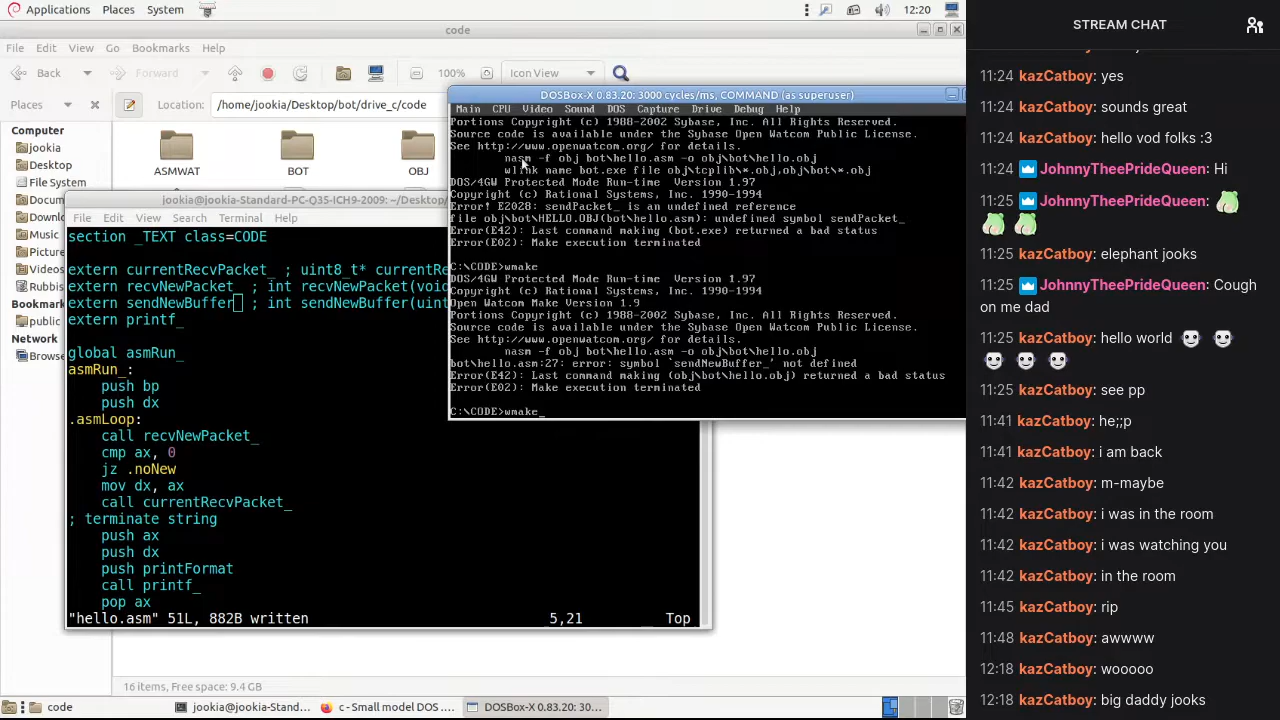 Applications Places System 12:20
code
File Edit View Go Bookmarks Help
Back Forward 100% Icon View
Places Location: /home/jookia/Desktop/bot/drive_c/code
Computer
jookia
Desktop
File System
Docum
Downl
Music
Picture
Videos
Rubbis
Bookmark
public
Network
Browse
ASMWAT BOT OBJ
jookia@jookia-Standard-PC-Q35-ICH9-2009: ~/Desktop/
File Edit View Search Terminal Help
section _TEXT class=CODE
extern currentRecvPacket_ ; uint8_t* currentRe
extern recvNewPacket_ ; int recvNewPacket(void
extern sendNewBuffer ; int sendNewBuffer(uint
extern printf_
global asmRun_
asmRun_:
push bp
push dx
.asmLoop:
call recvNewPacket_
cmp ax, 0
jz .noNew
mov dx, ax
call currentRecvPacket_
; terminate string
push ax
push dx
push printFormat
call printf_
pop ax
"hello.asm" 51L, 882B written 5,21 Top
DOSBox-X 0.83.20: 3000 cycles/ms, COMMAND (as superuser)
Main CPU Video Sound DOS Capture Drive Debug Help
Portions Copyright (c) 1988-2002 Sybase, Inc. All Rights Reserved.
Source code is available under the Sybase Open Watcom Public License.
See http://www.openwatcom.org/ for details.
nasm -f obj bot\hello.asm -o obj\bot\hello.obj
wlink name bot.exe file obj\tcplib\*.obj,obj\bot\*.obj
DOS/4GW Protected Mode Run-time Version 1.97
Copyright (c) Rational Systems, Inc. 1990-1994
Error! E2028: sendPacket_ is an undefined reference
file obj\bot\HELLO.OBJ(bot\hello.asm): undefined symbol sendPacket_
Error(E42): Last command making (bot.exe) returned a bad status
Error(E02): Make execution terminated
C:\CODE>wmake
DOS/4GW Protected Mode Run-time Version 1.97
Copyright (c) Rational Systems, Inc. 1990-1994
Open Watcom Make Version 1.9
Portions Copyright (c) 1988-2002 Sybase, Inc. All Rights Reserved.
Source code is available under the Sybase Open Watcom Public License.
See http://www.openwatcom.org/ for details.
nasm -f obj bot\hello.asm -o obj\bot\hello.obj
bot\hello.asm:27: error: symbol `sendNewBuffer_' not defined
Error(E42): Last command making (obj\bot\hello.obj) returned a bad status
Error(E02): Make execution terminated
C:\CODE>wmake_
16 items, Free space: 9.4 GB
code jookia@jookia-Stand... c - Small model DOS .... DOSBox-X 0.83.20: 30...
STREAM CHAT
11:24 kazCatboy: yes
11:24 kazCatboy: sounds great
11:24 kazCatboy: hello vod folks :3
11:24 JohnnyTheePrideQueen: Hi
11:25 JohnnyTheePrideQueen:
11:25 kazCatboy: elephant jooks
11:25 JohnnyTheePrideQueen: Cough
on me dad
11:25 kazCatboy: hello world
11:25 kazCatboy: see pp
11:41 kazCatboy: he;;p
11:41 kazCatboy: i am back
11:42 kazCatboy: m-maybe
11:42 kazCatboy: i was in the room
11:42 kazCatboy: i was watching you
11:42 kazCatboy: in the room
11:45 kazCatboy: rip
11:48 kazCatboy: awwww
12:18 kazCatboy: wooooo
12:18 kazCatboy: big daddy jooks